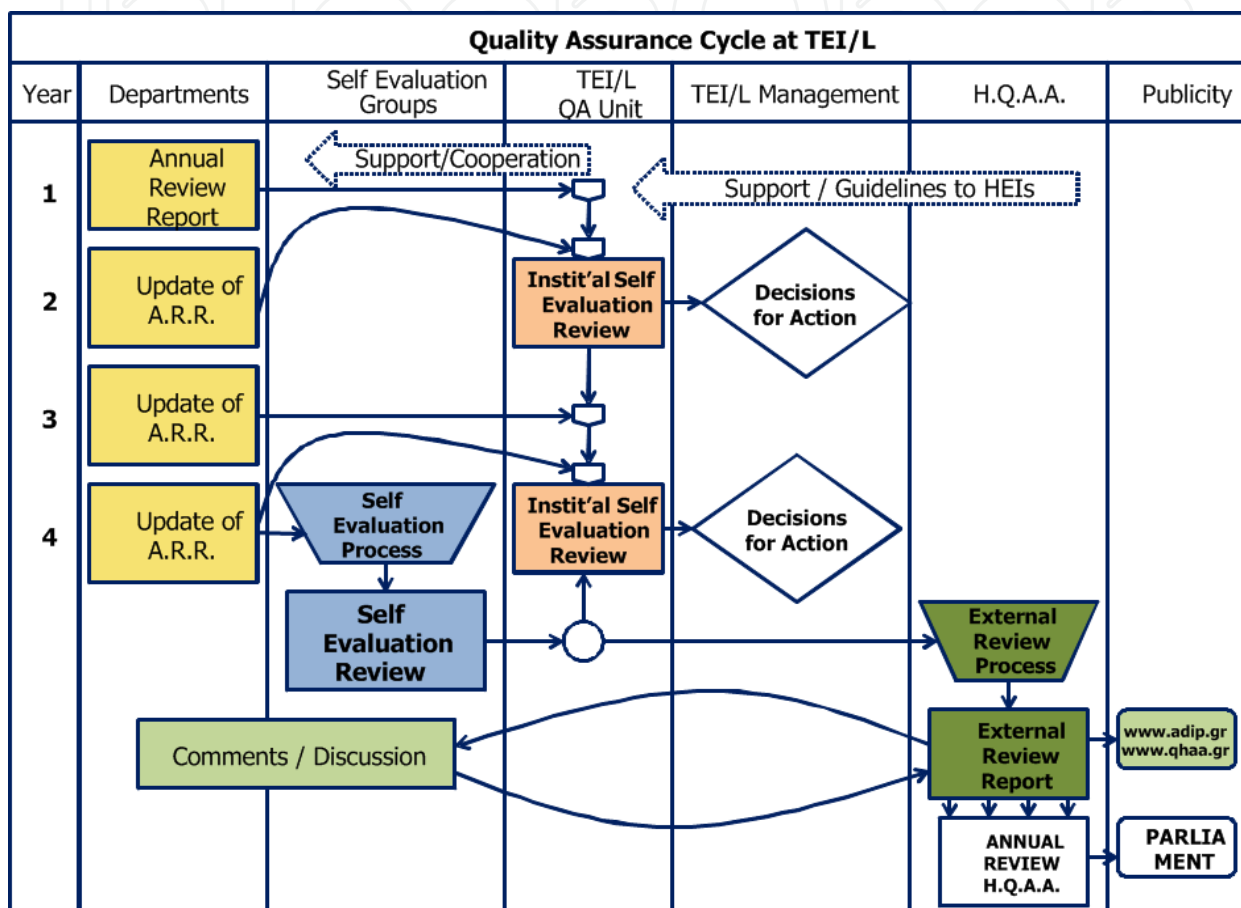 Quality Assurance Cycle at TEI/L
Year
Departments
Self Evaluation
Groups
TEI/L
QA Unit
TEI/L Management
H.Q.A.A.
Publicity
1
Annual
Review
Report
Support/Cooperation
Support / Guidelines to HEIs
2
Update of
A.R.R.
Instit'al Self
Evaluation
Review
Decisions
for Action
3
Update of
A.R.R.
4
Update of
A.R.R.
Self
Evaluation
Process
Instit'al Self
Evaluation
Review
Decisions
for Action
Self
Evaluation
Review
External
Review
Process
Comments / Discussion
External
Review
Report
www.adip.gr
www.qhaa.gr
ANNUAL
REVIEW
H.Q.A.A.
PARLIA
MENT